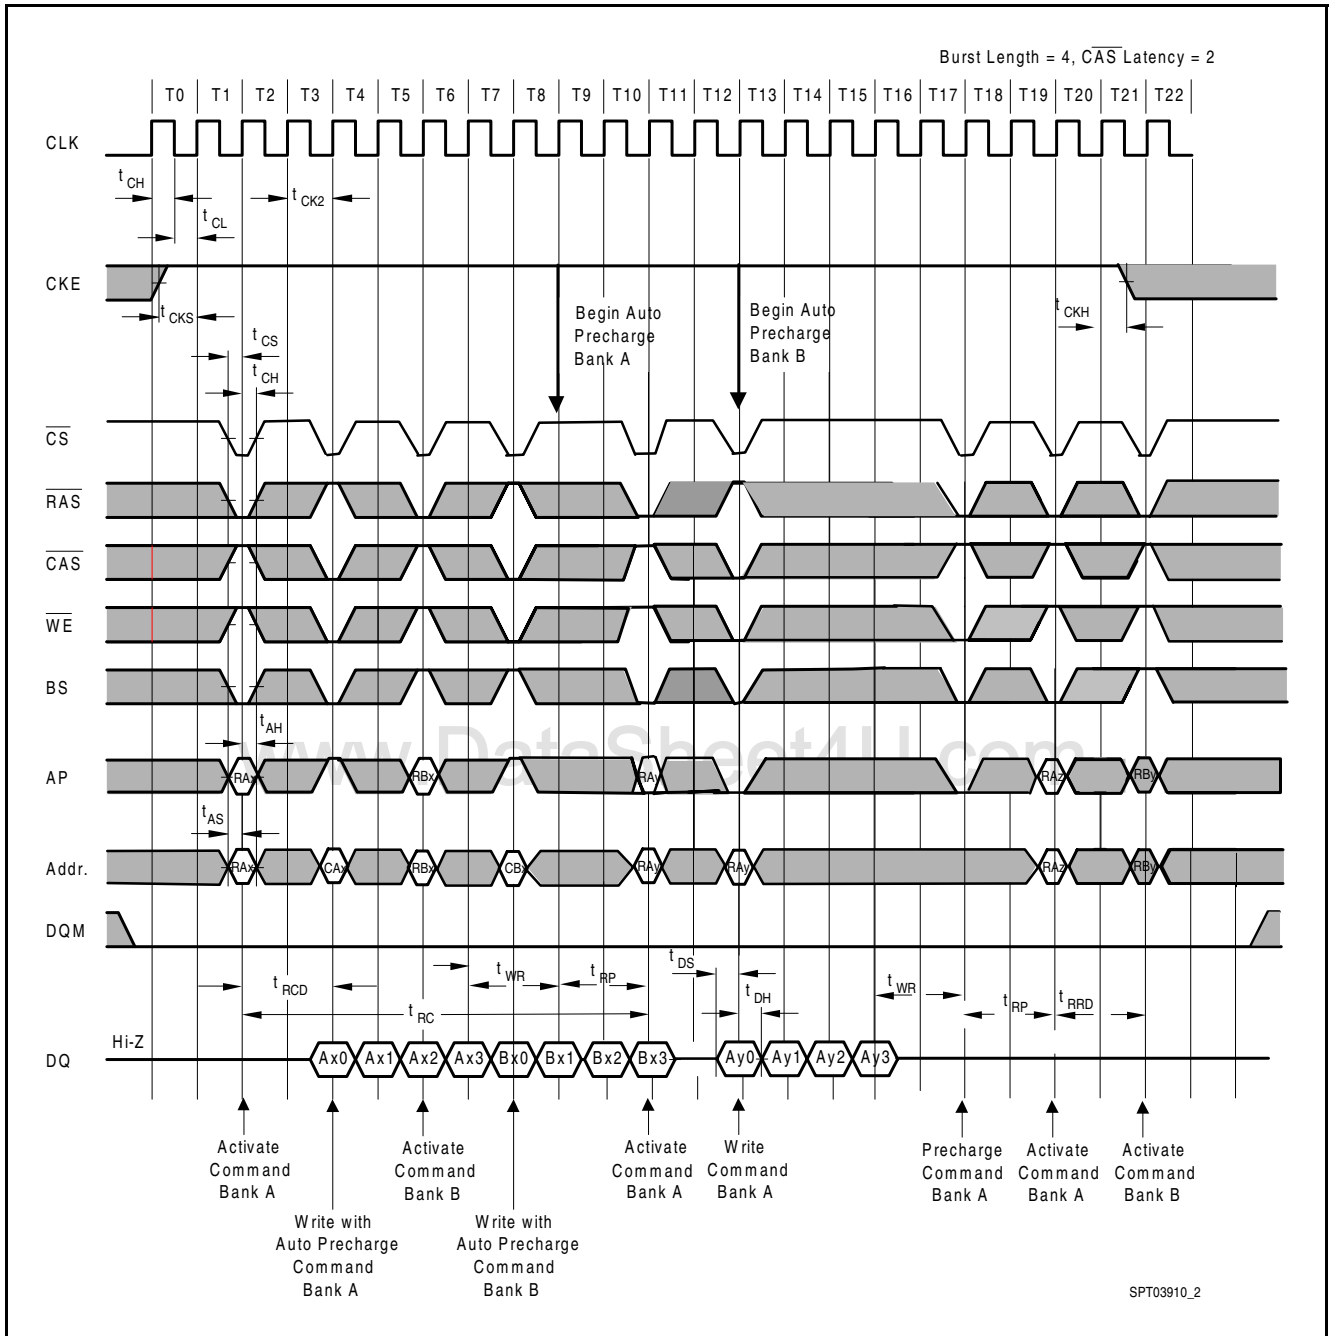 Burst Length = 4, CAS Latency = 2
T0 T1 T2 T3 T4 T5 T6 T7 T8 T9 T10 T11 T12 T13 T14 T15 T16 T17 T18 T19 T20 T21 T22
CLK
t CH
t CK2
t CL
CKE
t CKS
t CS
t CH
Begin Auto
Precharge
Bank A
Begin Auto
Precharge
Bank B
t CKH
CS
RAS
CAS
WE
BS
t AH
www.DataSheet4U.com
AP
RAx RBx RAy RAz RBy
t AS
Addr.
RAx CAx RBx CBx RAy RAy RAz RBy
DQM
t RCD
t WR
t RP
t DS
t DH
t WR
t RP
t RRD
t RC
Hi-Z
DQ
Ax0 Ax1 Ax2 Ax3 Bx0 Bx1 Bx2 Bx3 Ay0 Ay1 Ay2 Ay3
Activate
Command
Bank A
Write with
Auto Precharge
Command
Bank A
Activate
Command
Bank B
Write with
Auto Precharge
Command
Bank B
Activate
Command
Bank A
Write
Command
Bank A
Precharge
Command
Bank A
Activate
Command
Bank A
Activate
Command
Bank B
SPT03910_2